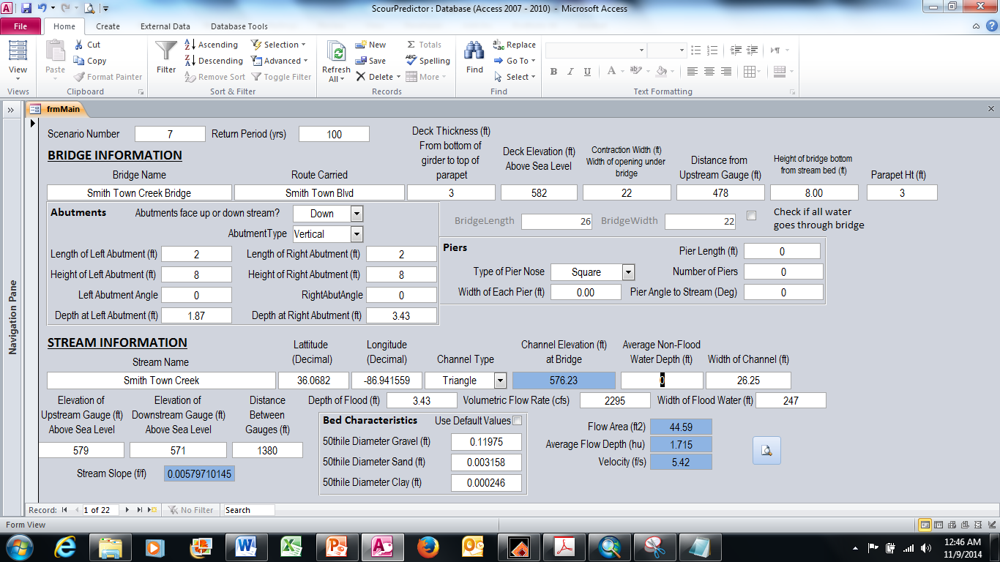 ScourPredictor : Database (Access 2007 - 2010) - Microsoft Access
File Home Create External Data Database Tools
View
Views
Paste
Cut
Copy
Format Painter
Clipboard
Filter
Ascending
Descending
Remove Sort
Selection
Advanced
Toggle Filter
Sort & Filter
Refresh
All
New
Save
Delete
Totals
Spelling
More
Records
Find
Replace
Go To
Select
Find
B I U A
Text Formatting
frmMain
Navigation Pane
Scenario Number 7 Return Period (yrs) 100
BRIDGE INFORMATION
Bridge Name
Smith Town Creek Bridge
Route Carried
Smith Town Blvd
Deck Thickness (ft)
From bottom of
girder to top of
parapet
3
Deck Elevation (ft)
Above Sea Level
582
Contraction Width (ft)
Width of opening under
bridge
22
Distance from
Upstream Gauge (ft)
478
Height of bridge bottom
from stream bed (ft)
8.00
Parapet Ht (ft)
3
Abutments Abutments face up or down stream? Down
AbutmentType Vertical
Length of Left Abutment (ft) 2 Length of Right Abutment (ft) 2
Height of Left Abutment (ft) 8 Height of Right Abutment (ft) 8
Left Abutment Angle 0 RightAbutAngle 0
Depth at Left Abutment (ft) 1.87 Depth at Right Abutment (ft) 3.43
BridgeLength 26 BridgeWidth 22
Check if all water
goes through bridge
Piers Pier Length (ft) 0
Type of Pier Nose Square Number of Piers 0
Width of Each Pier (ft) 0.00 Pier Angle to Stream (Deg) 0
STREAM INFORMATION
Stream Name
Smith Town Creek
Lattitude
(Decimal)
36.0682
Longitude
(Decimal)
-86.941559
Channel Type
Triangle
Channel Elevation (ft)
at Bridge
576.23
Average Non-Flood
Water Depth (ft)
0
Width of Channel (ft)
26.25
Elevation of
Upstream Gauge (ft)
Above Sea Level
579
Elevation of
Downstream Gauge (ft)
Above Sea Level
571
Distance
Between
Gauges (ft)
1380
Depth of Flood (ft) 3.43 Volumetric Flow Rate (cfs) 2295 Width of Flood Water (ft) 247
Stream Slope (f/f) 0.00579710145
Bed Characteristics Use Default Values
50thile Diameter Gravel (ft) 0.11975
50thile Diameter Sand (ft) 0.003158
50thile Diameter Clay (ft) 0.000246
Flow Area (ft2) 44.59
Average Flow Depth (hu) 1.715
Velocity (f/s) 5.42
Record: 1 of 22 No Filter Search
Form View
12:46 AM
11/9/2014